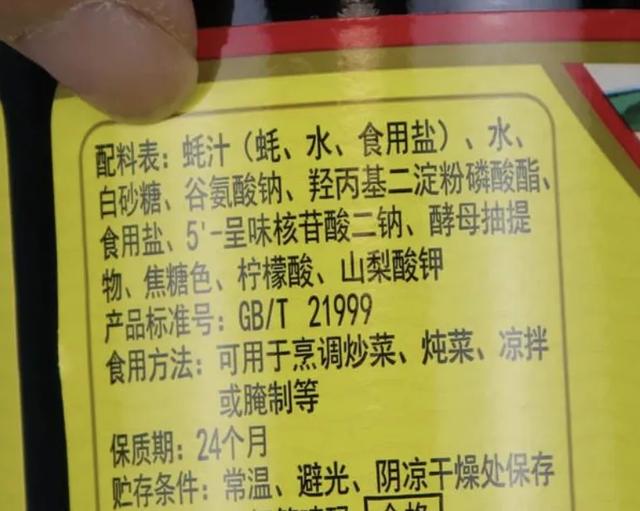 配料表：蚝汁（蚝、水、食用盐）、水、
白砂糖、谷氨酸钠、羟丙基二淀粉磷酸酯、
食用盐、5'-呈味核苷酸二钠、酵母抽提
物、焦糖色、柠檬酸、山梨酸钾
产品标准号：GB/T 21999
食用方法：可用于烹调炒菜、炖菜、凉拌
或腌制等
保质期：24个月
贮存条件：常温、避光、阴凉干燥处保存
合格